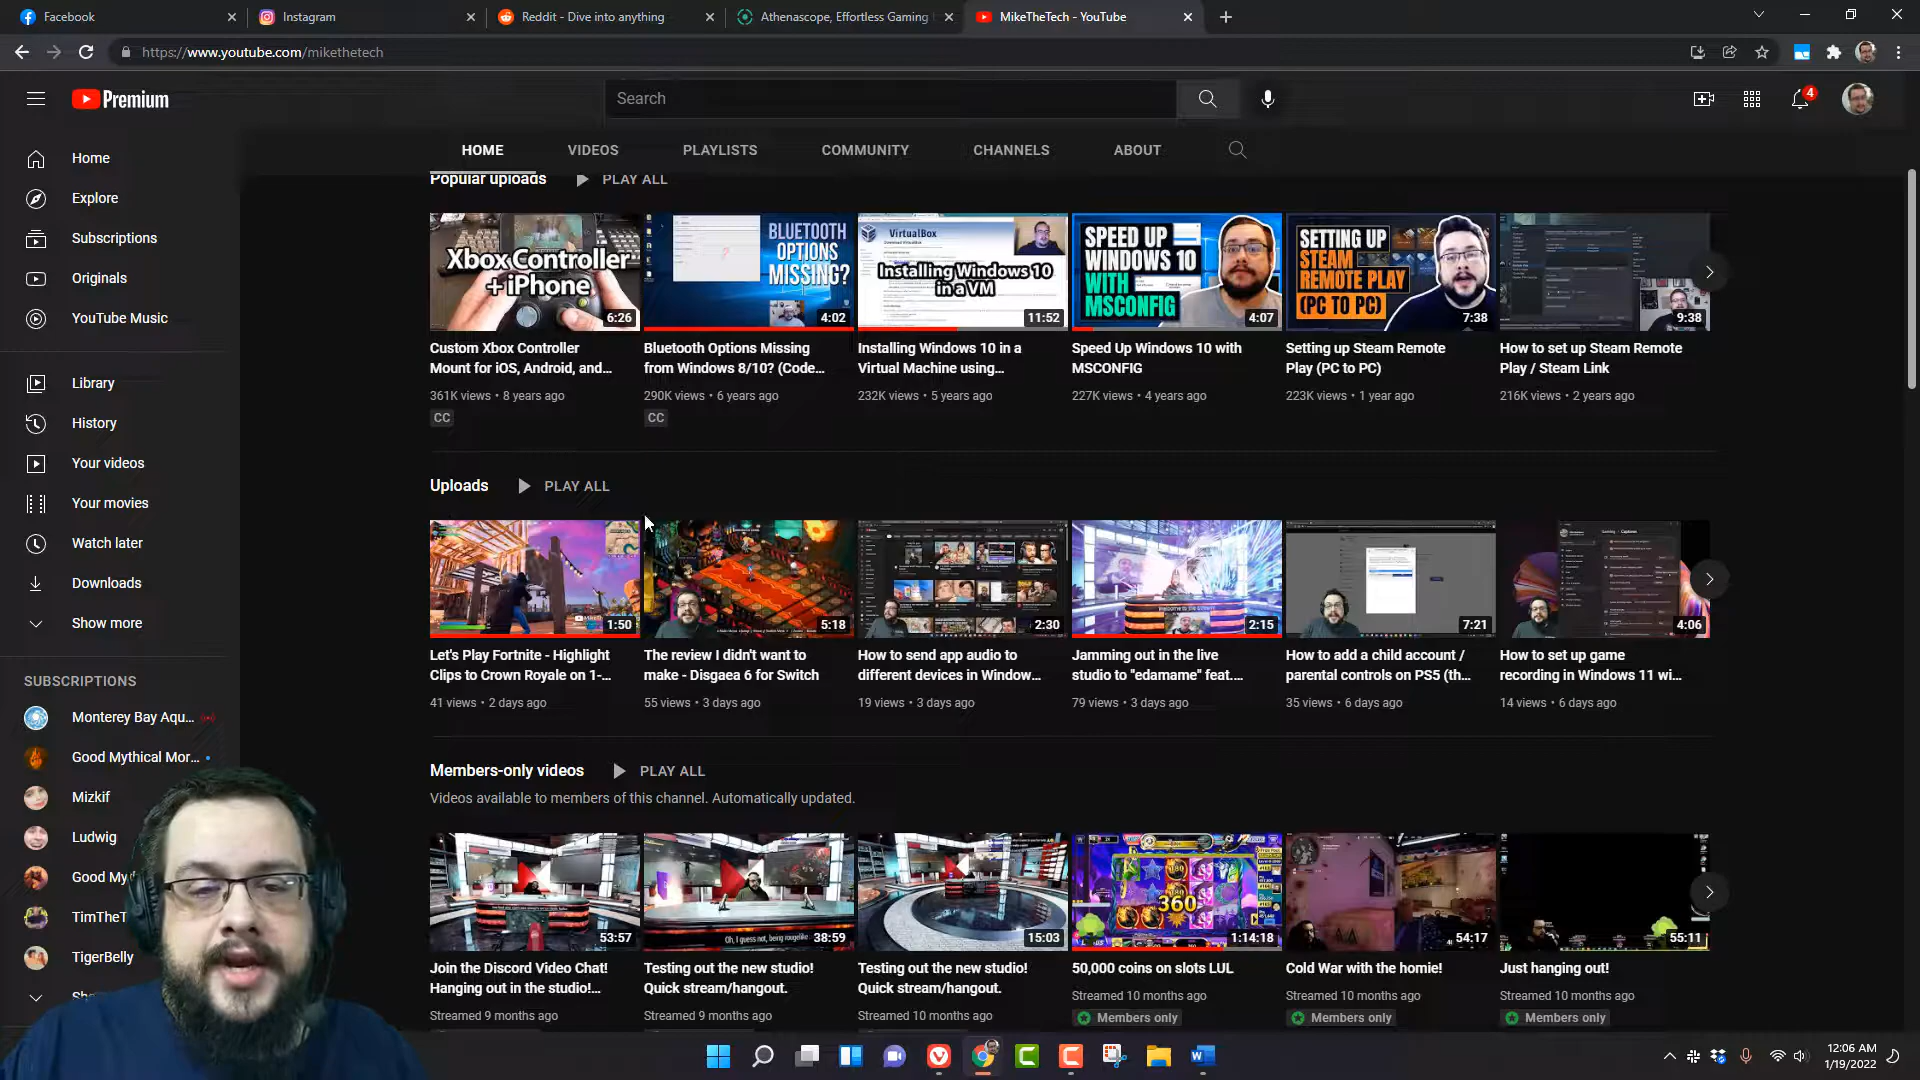 Facebook
Instagram
Reddit - Dive into anything
Athenascope, Effortless Gaming
MikeTheTech - YouTube
https://www.youtube.com/mikethetech
Premium
Search
4
HOME VIDEOS PLAYLISTS COMMUNITY CHANNELS ABOUT
Home
Explore
Subscriptions
Originals
YouTube Music
Library
History
Your videos
Your movies
Watch later
Downloads
Show more
SUBSCRIPTIONS
Monterey Bay Aqu...
Good Mythical Mor...
Mizkif
Ludwig
Good My
TimTheT
TigerBelly
Sh
Popular uploads PLAY ALL
Xbox Controller
+ iPhone
6:26
Custom Xbox Controller
Mount for iOS, Android, and...
361K views • 8 years ago
CC
BLUETOOTH
OPTIONS
MISSING?
4:02
Bluetooth Options Missing
from Windows 8/10? (Code...
290K views • 6 years ago
CC
VirtualBox
Installing Windows 10
in a VM
11:52
Installing Windows 10 in a
Virtual Machine using...
232K views • 5 years ago
SPEED UP
WINDOWS 10
WITH
MSCONFIG
4:07
Speed Up Windows 10 with
MSCONFIG
227K views • 4 years ago
SETTING UP
STEAM
REMOTE PLAY
(PC TO PC)
7:38
Setting up Steam Remote
Play (PC to PC)
223K views • 1 year ago
9:38
How to set up Steam Remote
Play / Steam Link
216K views • 2 years ago
Uploads PLAY ALL
1:50
Let's Play Fortnite - Highlight
Clips to Crown Royale on 1-...
41 views • 2 days ago
5:18
The review I didn't want to
make - Disgaea 6 for Switch
55 views • 3 days ago
2:30
How to send app audio to
different devices in Window...
19 views • 3 days ago
2:15
Jamming out in the live
studio to "edamame" feat....
79 views • 3 days ago
7:21
How to add a child account /
parental controls on PS5 (th...
35 views • 6 days ago
4:06
How to set up game
recording in Windows 11 wi...
14 views • 6 days ago
Members-only videos PLAY ALL
Videos available to members of this channel. Automatically updated.
53:57
Join the Discord Video Chat!
Hanging out in the studio!...
Streamed 9 months ago
Oh, I guess not, being rougelike
38:59
Testing out the new studio!
Quick stream/hangout.
Streamed 9 months ago
15:03
Testing out the new studio!
Quick stream/hangout.
Streamed 10 months ago
360
1:14:18
50,000 coins on slots LUL
Streamed 10 months ago
Members only
54:17
Cold War with the homie!
Streamed 10 months ago
Members only
55:11
Just hanging out!
Streamed 10 months ago
Members only
12:06 AM
1/19/2022